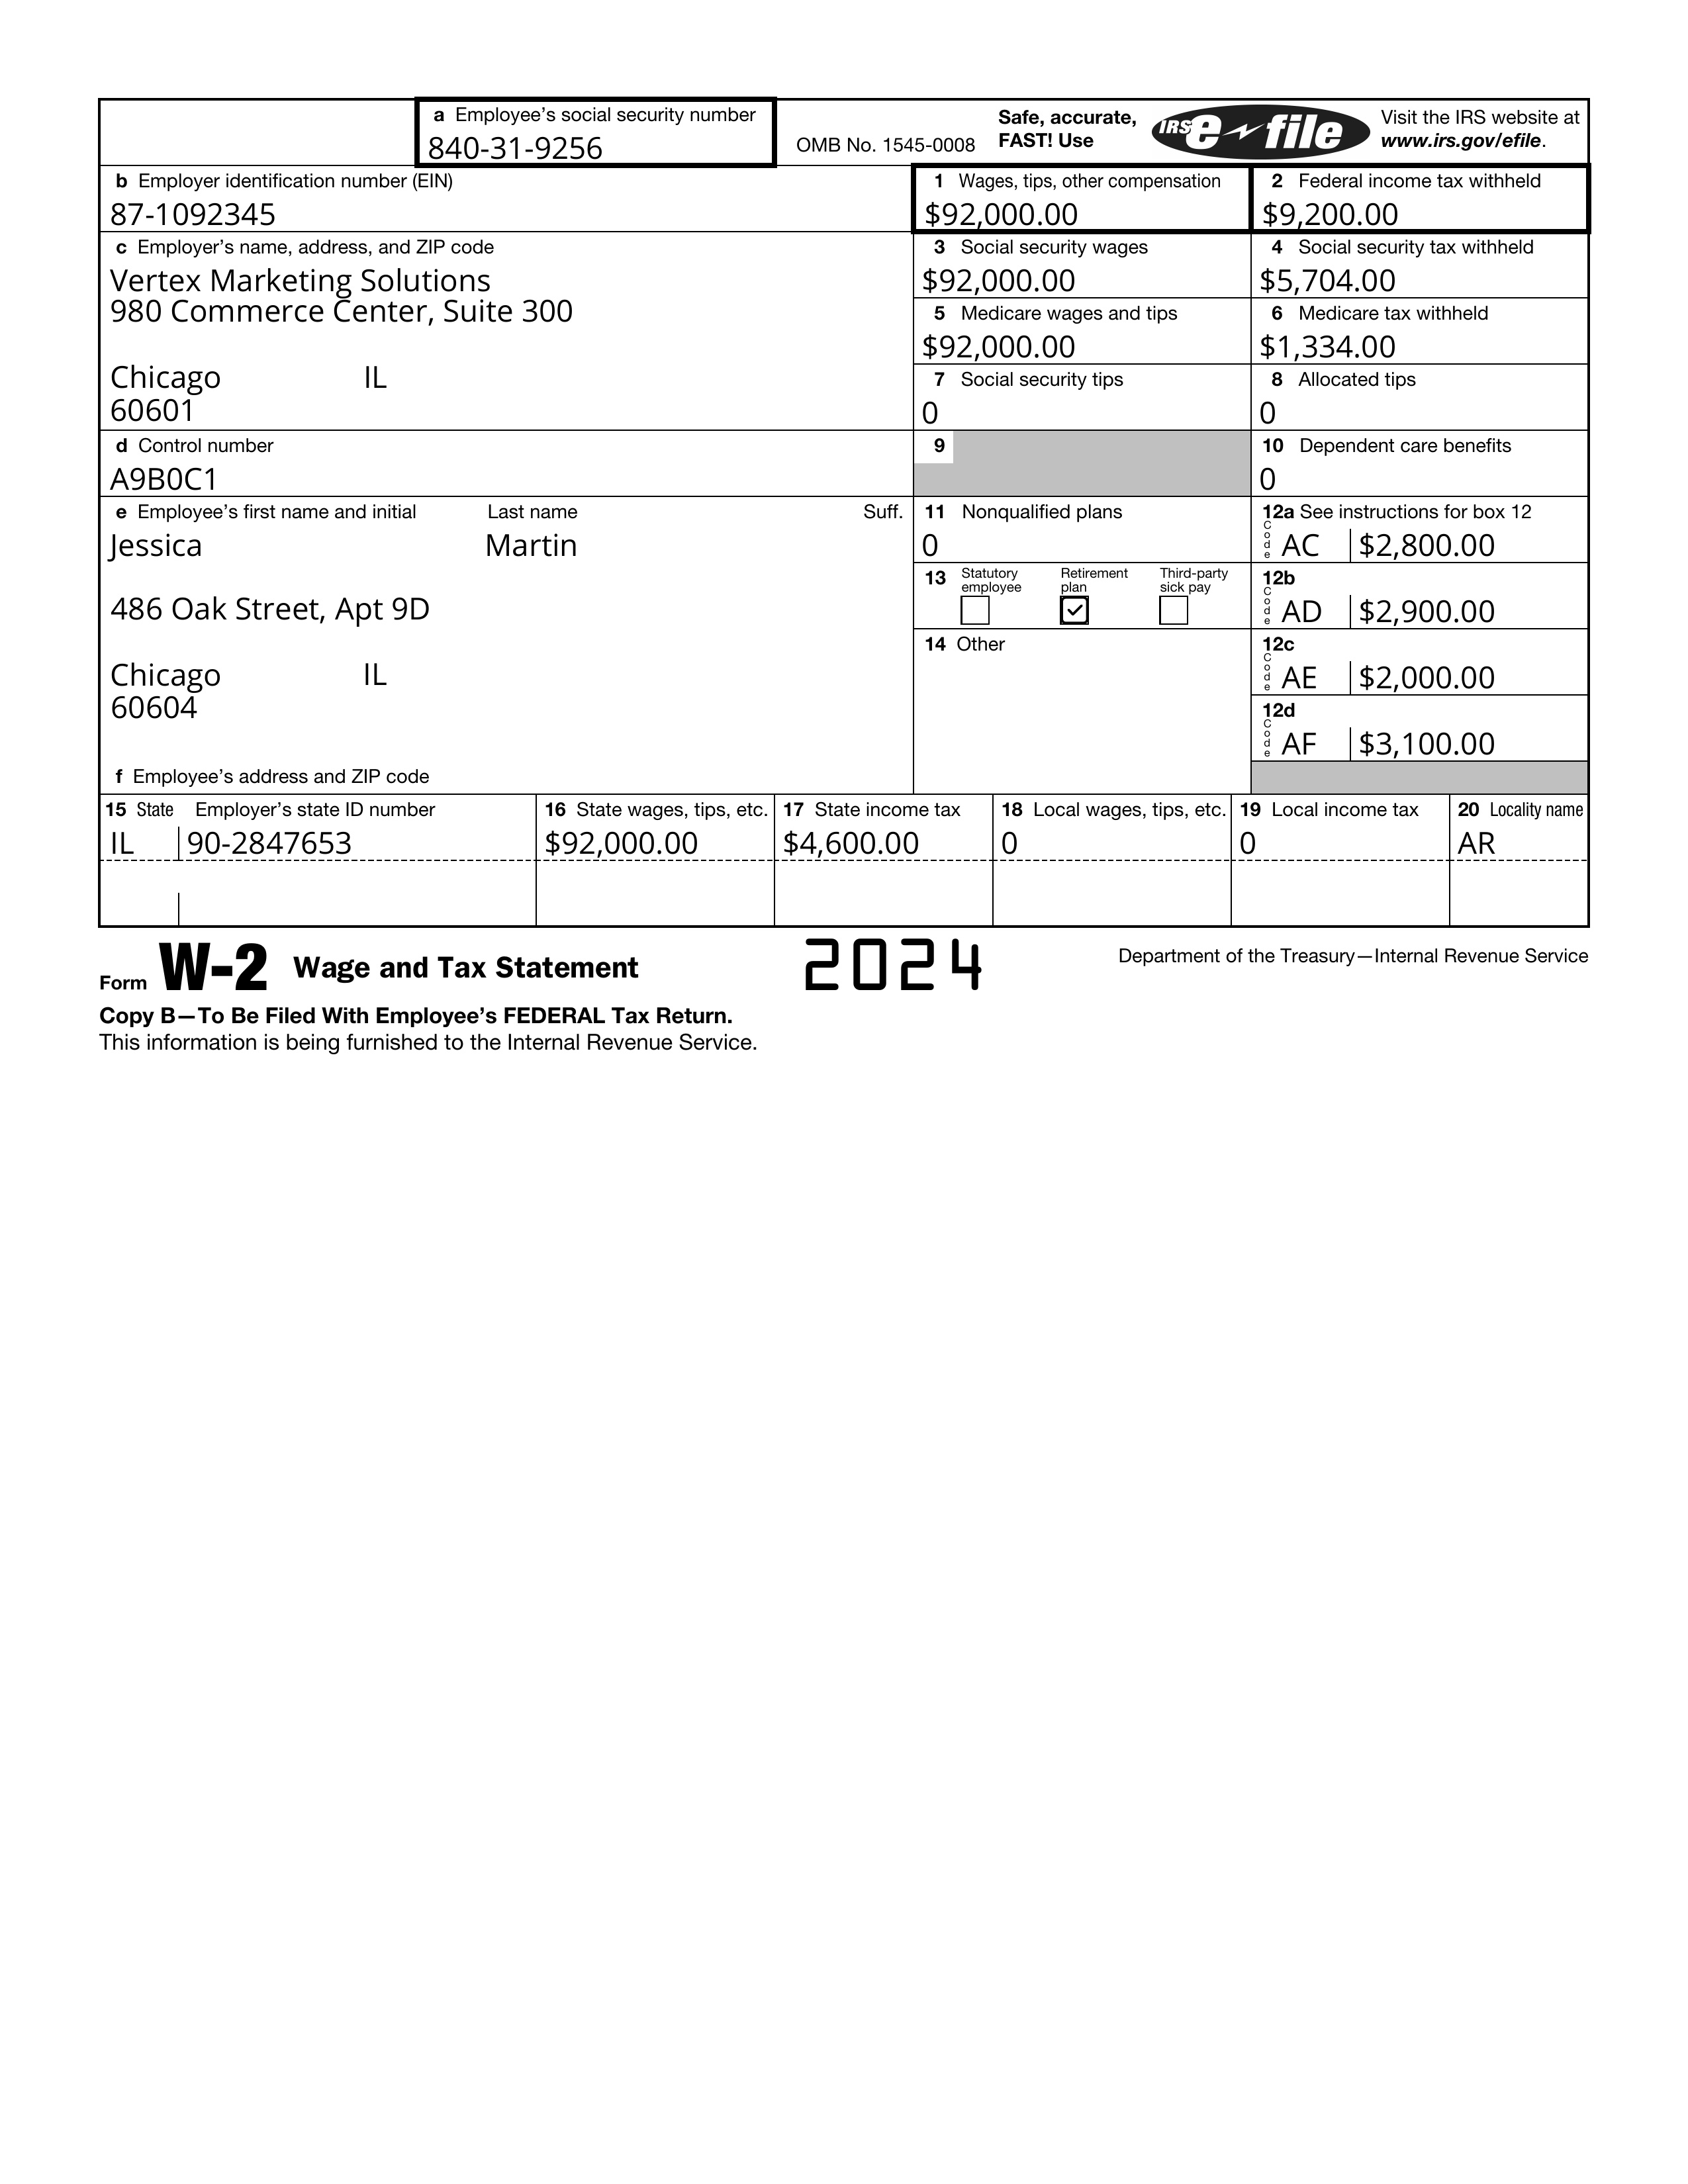 a Employee's social security number
840-31-9256
OMB No. 1545-0008
Safe, accurate,
FAST! Use
IRS e-file
Visit the IRS website at
www.irs.gov/efile.
b Employer identification number (EIN)
87-1092345
1 Wages, tips, other compensation
$92,000.00
2 Federal income tax withheld
$9,200.00
c Employer's name, address, and ZIP code
Vertex Marketing Solutions
980 Commerce Center, Suite 300
Chicago IL
60601
3 Social security wages
$92,000.00
4 Social security tax withheld
$5,704.00
5 Medicare wages and tips
$92,000.00
6 Medicare tax withheld
$1,334.00
7 Social security tips
0
8 Allocated tips
0
d Control number
A9B0C1
9
10 Dependent care benefits
0
e Employee's first name and initial Last name Suff.
Jessica Martin
486 Oak Street, Apt 9D
Chicago IL
60604
f Employee's address and ZIP code
11 Nonqualified plans
0
12a See instructions for box 12
Code AC $2,800.00
13 Statutory employee Retirement plan Third-party sick pay
12b
Code AD $2,900.00
14 Other
12c
Code AE $2,000.00
12d
Code AF $3,100.00
15 State Employer's state ID number 16 State wages, tips, etc. 17 State income tax 18 Local wages, tips, etc. 19 Local income tax 20 Locality name
IL 90-2847653 $92,000.00 $4,600.00 0 0 AR
Form W-2 Wage and Tax Statement 2024 Department of the Treasury—Internal Revenue Service
Copy B—To Be Filed With Employee's FEDERAL Tax Return.
This information is being furnished to the Internal Revenue Service.